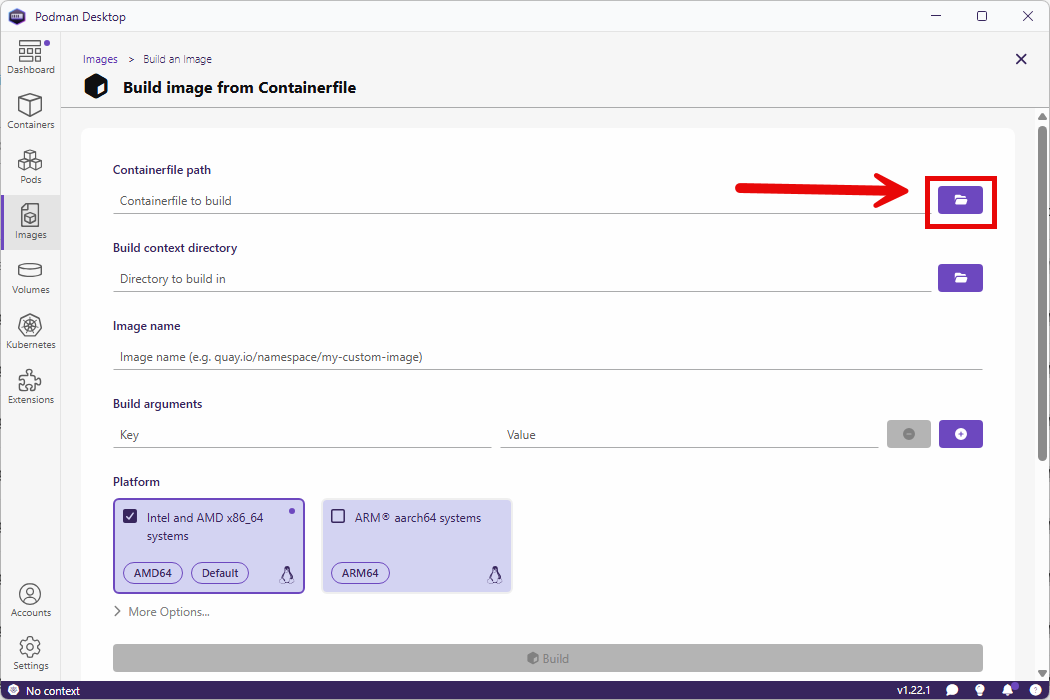 Podman Desktop
Dashboard
Containers
Pods
Images
Volumes
Kubernetes
Extensions
Accounts
Settings
Images > Build an Image
Build image from Containerfile
Containerfile path
Containerfile to build
Build context directory
Directory to build in
Image name
Image name (e.g. quay.io/namespace/my-custom-image)
Build arguments
Key Value
Platform
Intel and AMD x86_64
systems
AMD64 Default
ARM® aarch64 systems
ARM64
More Options...
Build
No context
v1.22.1